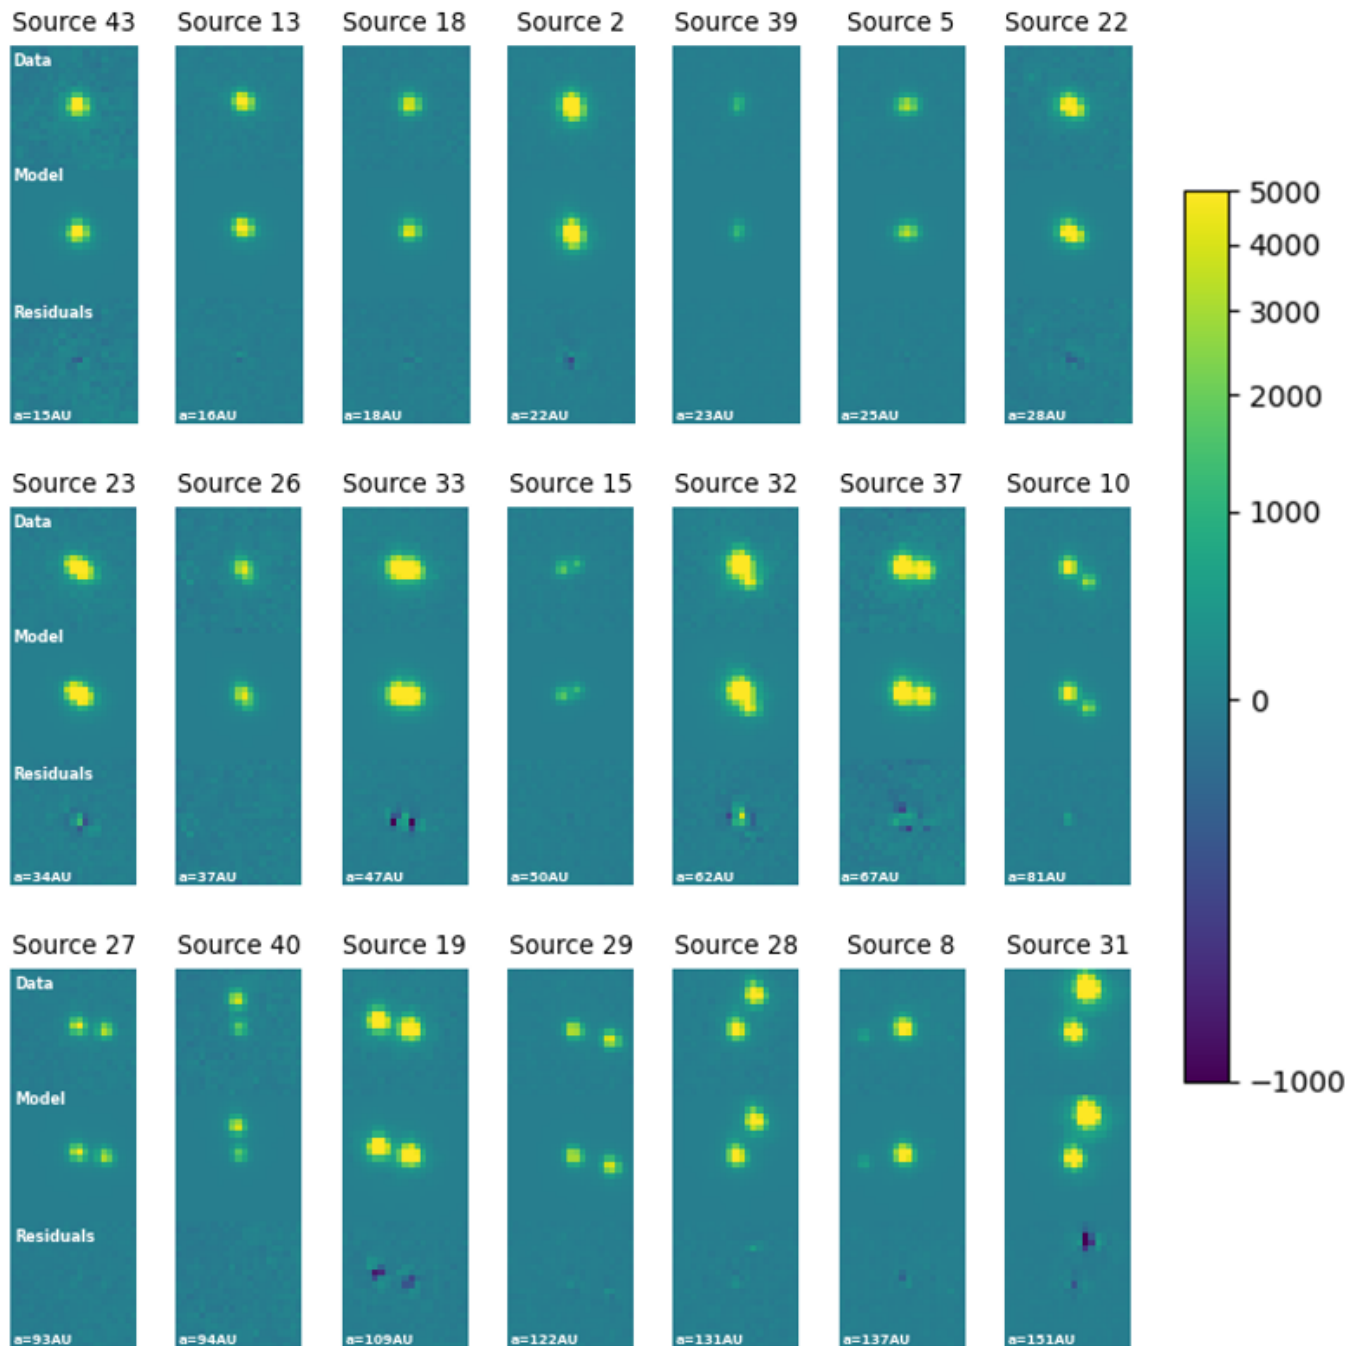 Source 43 Source 13 Source 18 Source 2 Source 39 Source 5 Source 22
Data
Model
Residuals
a=15AU a=16AU a=18AU a=22AU a=23AU a=25AU a=28AU
Source 23 Source 26 Source 33 Source 15 Source 32 Source 37 Source 10
Data
Model
Residuals
a=34AU a=37AU a=47AU a=50AU a=62AU a=67AU a=81AU
Source 27 Source 40 Source 19 Source 29 Source 28 Source 8 Source 31
Data
Model
Residuals
a=93AU a=94AU a=109AU a=122AU a=131AU a=137AU a=151AU
5000
4000
3000
2000
1000
0
−1000